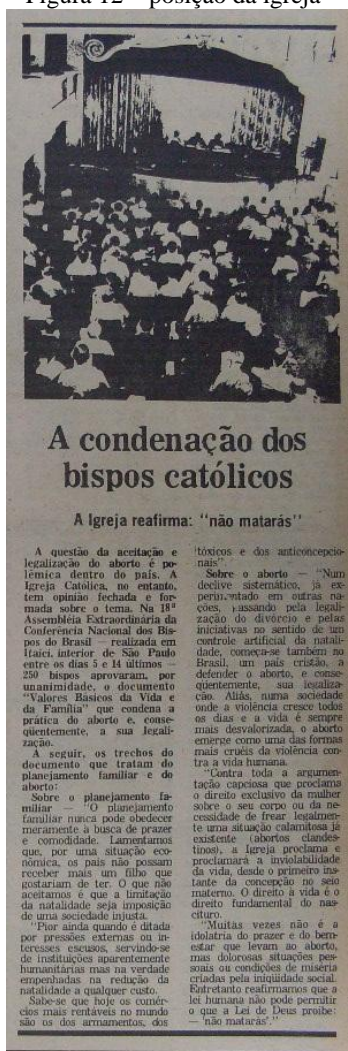 Figura 12 – posição da igreja
A condenação dos
bispos católicos
A Igreja reafirma: "não matarás"
A questão da aceitação e
legalização do aborto é po-
lêmica dentro do país. A
Igreja Católica, no entanto,
tem opinião fechada e for-
mada sobre o tema. Na 18ª
Assembléia Extraordinária da
Conferência Nacional dos Bis-
pos do Brasil — realizada em
Itaici, interior de São Paulo
entre os dias 5 e 14 últimos —
250 bispos aprovaram, por
unanimidade, o documento
"Valores Básicos da Vida e
da Família" que condena a
prática do aborto e, conse-
qüentemente, a sua legali-
zação.
A seguir, os trechos do
documento que tratam do
planejamento familiar e do
aborto:
Sobre o planejamento fa-
miliar — "O planejamento
familiar nunca pode obedecer
meramente à busca de prazer
e comodidade. Lamentamos
que, por uma situação eco-
nômica, os pais não possam
receber mais um filho que
gostariam de ter. O que não
aceitamos é que a limitação
da natalidade seja imposição
de uma sociedade injusta.
"Pior ainda quando é ditada
por pressões externas ou in-
teresses escusos, servindo-se
de instituições aparentemente
humanitárias mas na verdade
empenhadas na redução da
natalidade a qualquer custo.
Sabe-se que hoje os comér-
cios mais rentáveis no mundo
são os dos armamentos, dos
tóxicos e dos anticoncepcio-
nais".
Sobre o aborto — "Num
declive sistemático, já ex-
perimentado em outras na-
ções, passando pela legali-
zação do divórcio e pelas
iniciativas no sentido de um
controle artificial da natali-
dade, começa-se também no
Brasil, um país cristão, a
defender o aborto e, conse-
qüentemente, sua legaliza-
ção. Aliás, numa sociedade
onde a violência cresce todos
os dias e a vida é sempre
mais desvalorizada, o aborto
emerge como uma das formas
mais cruéis da violência con-
tra a vida humana.
"Contra toda a argumen-
tação capciosa que proclama
o direito exclusivo da mulher
sobre o seu corpo ou da ne-
cessidade de frear legalmen-
te uma situação calamitosa já
existente (abortos clandes-
tinos), a Igreja proclama e
proclamará a inviolabilidade
da vida, desde o primeiro ins-
tante da concepção no seio
materno. O direito à vida é o
direito fundamental do nas-
cituro.
"Muitas vezes não é a
idolatria do prazer e do bem-
estar que levam ao aborto,
mas dolorosas situações pes-
soais ou condições de miséria
criadas pela iniqüidade social.
Entretanto reafirmamos que a
lei humana não pode permitir
o que a Lei de Deus proíbe:
— 'não matarás'."